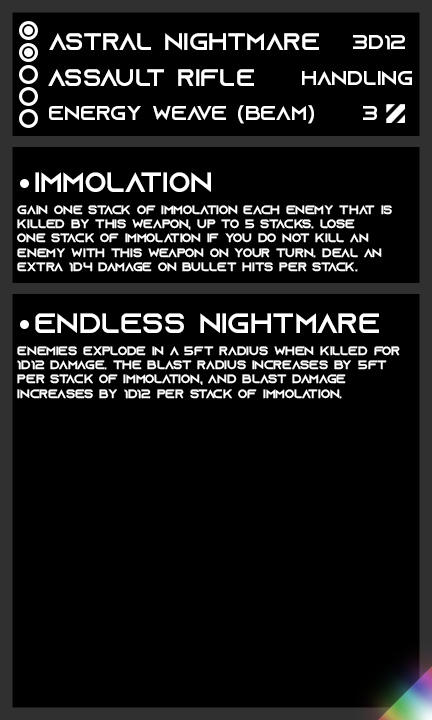 ASTRAL NIGHTMARE 3D12
ASSAULT RIFLE HANDLING
ENERGY WEAVE (BEAM) 3
•IMMOLATION
GAIN ONE STACK OF IMMOLATION EACH ENEMY THAT IS
KILLED BY THIS WEAPON, UP TO 5 STACKS. LOSE
ONE STACK OF IMMOLATION IF YOU DO NOT KILL AN
ENEMY WITH THIS WEAPON ON YOUR TURN. DEAL AN
EXTRA 1D4 DAMAGE ON BULLET HITS PER STACK.
•ENDLESS NIGHTMARE
ENEMIES EXPLODE IN A 5FT RADIUS WHEN KILLED FOR
1D12 DAMAGE. THE BLAST RADIUS INCREASES BY 5FT
PER STACK OF IMMOLATION, AND BLAST DAMAGE
INCREASES BY 1D12 PER STACK OF IMMOLATION.